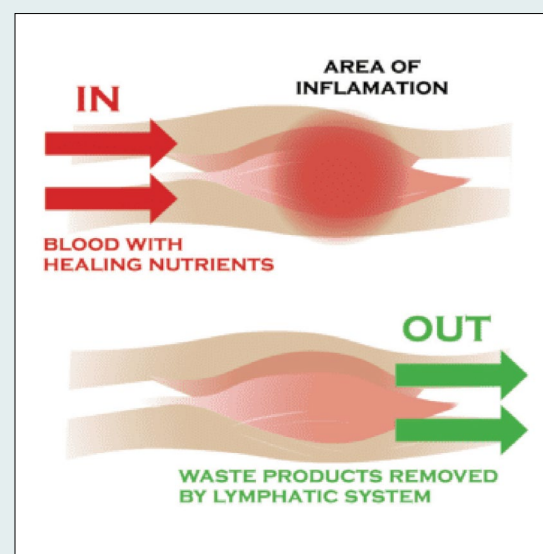 AREA OF
INFLAMATION
IN
BLOOD WITH
HEALING NUTRIENTS
OUT
WASTE PRODUCTS REMOVED
BY LYMPHATIC SYSTEM